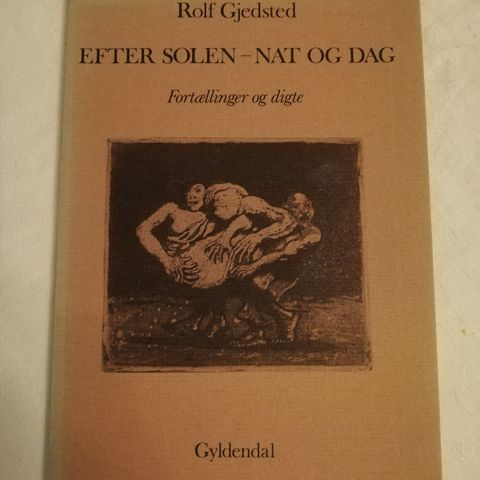 Rolf Gjedsted
EFTER SOLEN – NAT OG DAG
Fortællinger og digte
Gyldendal